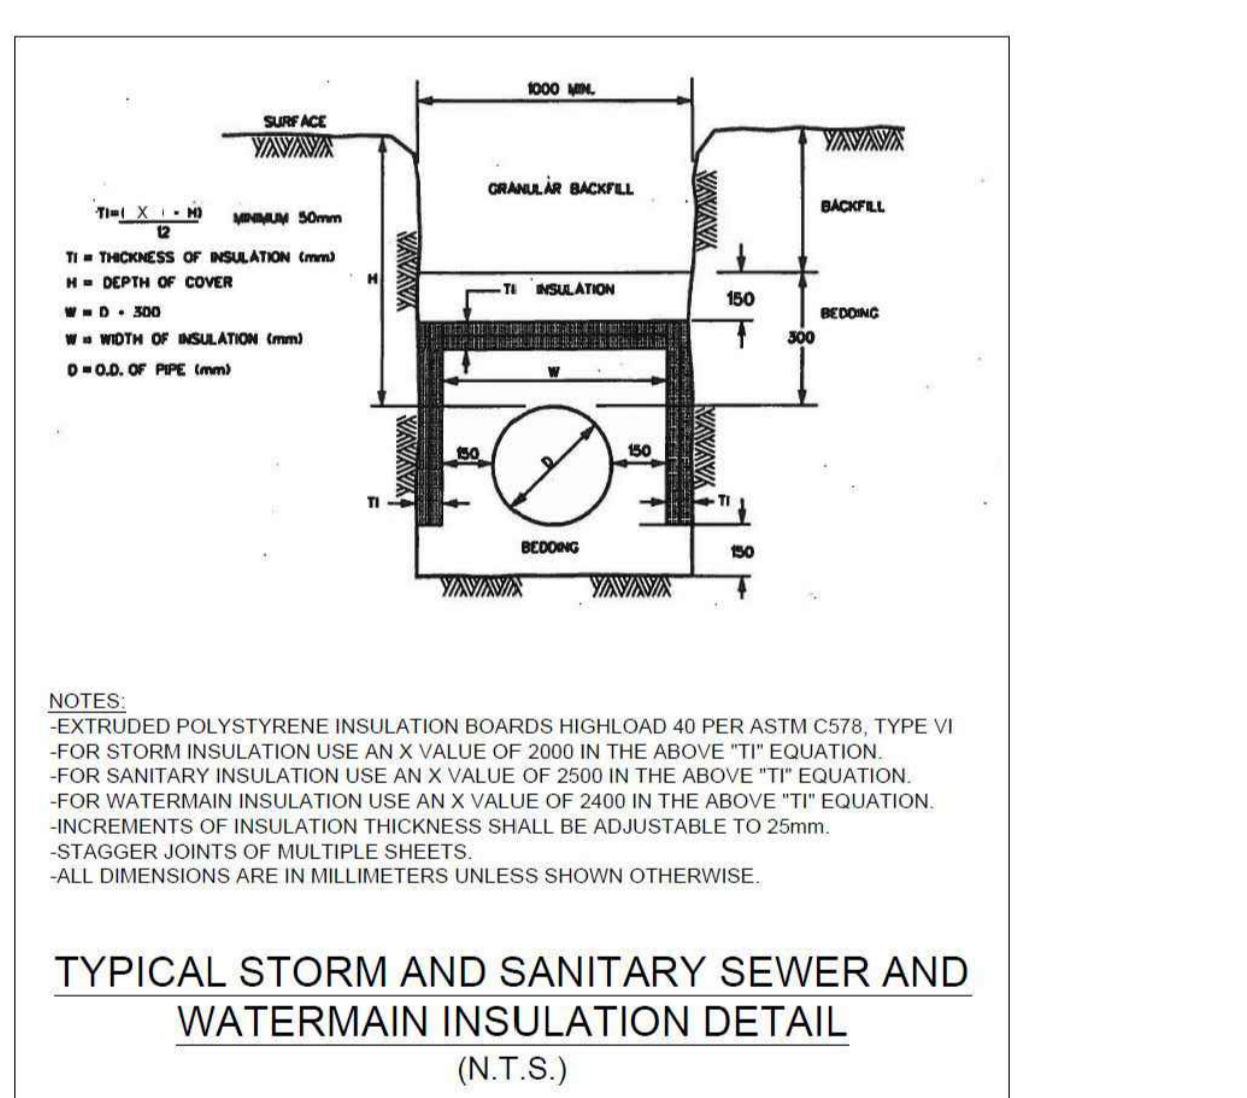 1000 MIN.
SURFACE
GRANULAR BACKFILL
BACKFILL
TI=( X - H)
12
MINIMUM 50mm
TI = THICKNESS OF INSULATION (mm)
H = DEPTH OF COVER
W = D + 300
W = WIDTH OF INSULATION (mm)
D = O.D. OF PIPE (mm)
H
TI INSULATION
150
BEDDING
300
W
150
D
150
TI
TI
BEDDING
150
NOTES:
-EXTRUDED POLYSTYRENE INSULATION BOARDS HIGHLOAD 40 PER ASTM C578, TYPE VI
-FOR STORM INSULATION USE AN X VALUE OF 2000 IN THE ABOVE "TI" EQUATION.
-FOR SANITARY INSULATION USE AN X VALUE OF 2500 IN THE ABOVE "TI" EQUATION.
-FOR WATERMAIN INSULATION USE AN X VALUE OF 2400 IN THE ABOVE "TI" EQUATION.
-INCREMENTS OF INSULATION THICKNESS SHALL BE ADJUSTABLE TO 25mm.
-STAGGER JOINTS OF MULTIPLE SHEETS.
-ALL DIMENSIONS ARE IN MILLIMETERS UNLESS SHOWN OTHERWISE.
TYPICAL STORM AND SANITARY SEWER AND
WATERMAIN INSULATION DETAIL
(N.T.S.)